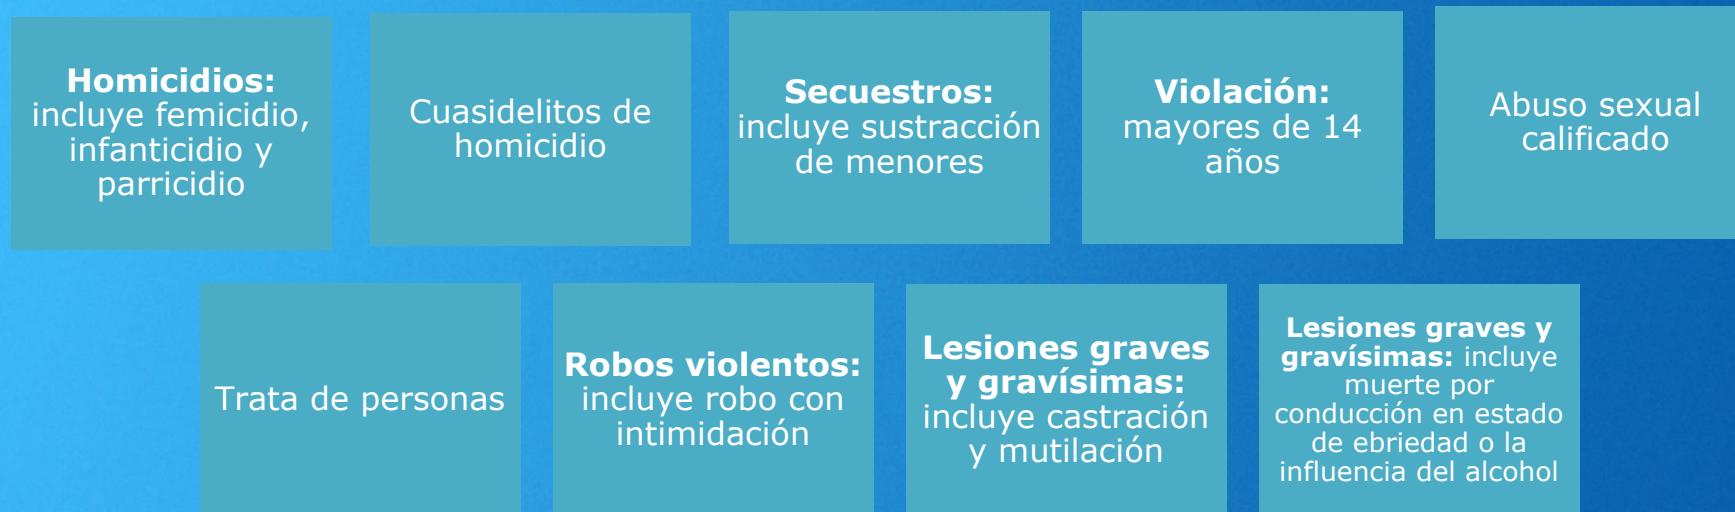 Homicidios:
incluye femicidio,
infanticidio y
parricidio
Cuasidelitos de
homicidio
Secuestros:
incluye sustracción
de menores
Violación:
mayores de 14
años
Abuso sexual
calificado
Trata de personas
Robos violentos:
incluye robo con
intimidación
Lesiones graves
y gravísimas:
incluye castración
y mutilación
Lesiones graves y
gravísimas: incluye
muerte por
conducción en estado
de ebriedad o la
influencia del alcohol